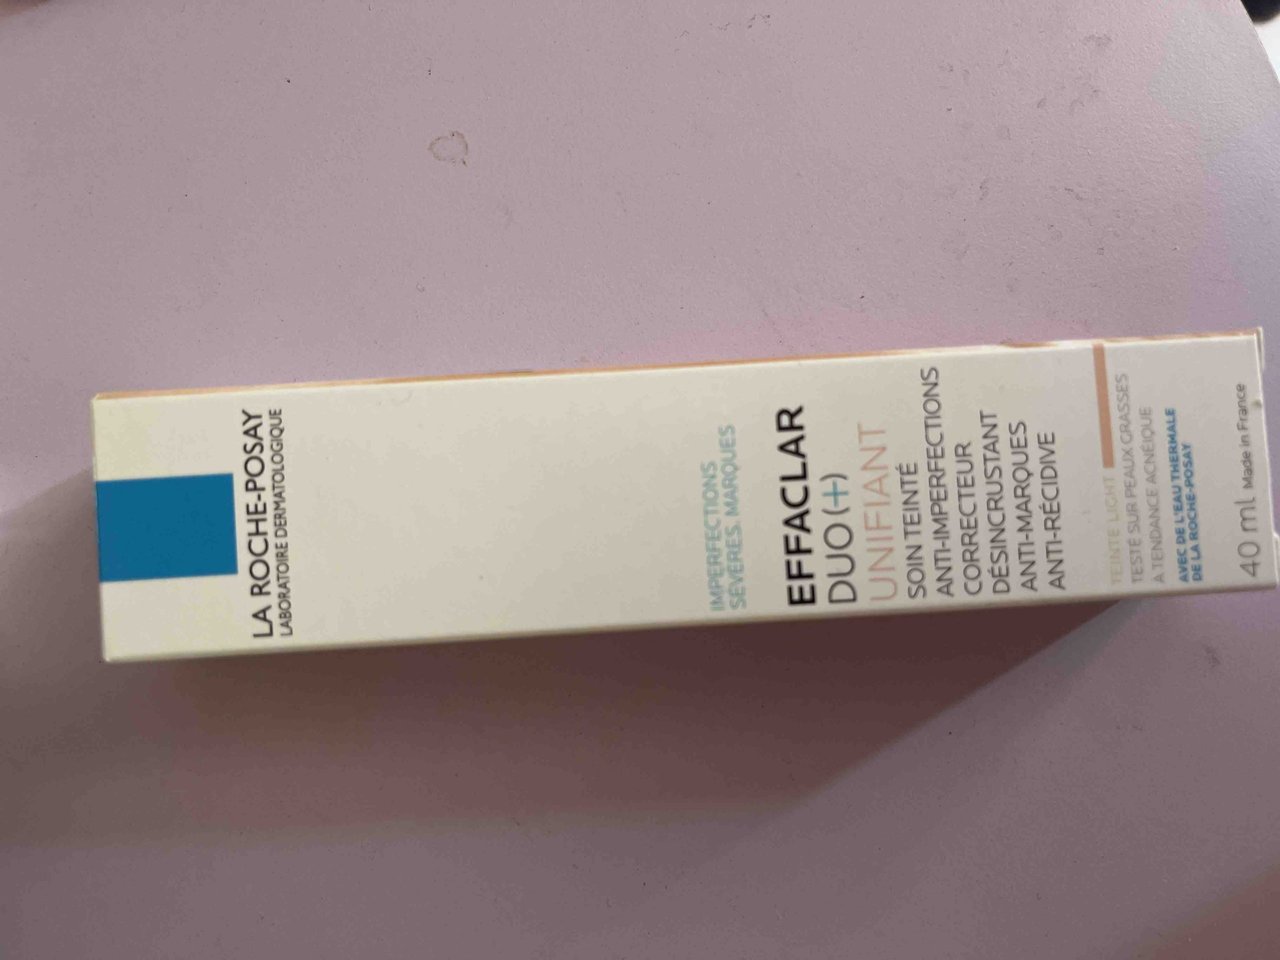 LA ROCHE-POSAY
LABORATOIRE DERMATOLOGIQUE
IMPERFECTIONS
SÉVÈRES, MARQUES
EFFACLAR
DUO (+)
UNIFIANT
SOIN TEINTÉ
ANTI-IMPERFECTIONS
CORRECTEUR
DÉSINCRUSTANT
ANTI-MARQUES
ANTI-RÉCIDIVE
TEINTE LIGHT
TESTÉ SUR PEAUX GRASSES
À TENDANCE ACNÉIQUE
AVEC DE L'EAU THERMALE
DE LA ROCHE-POSAY
40 ml Made in France